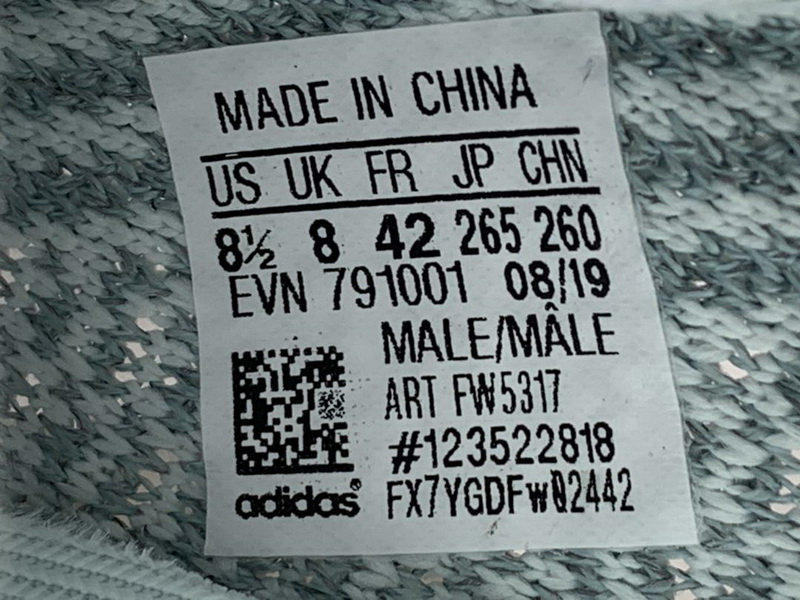 MADE IN CHINA
US UK FR JP CHN
8½ 8 42 265 260
EVN 791001 08/19
MALE/MÂLE
ART FW5317
#123522818
FX7YGDFwQ2442
adidas®